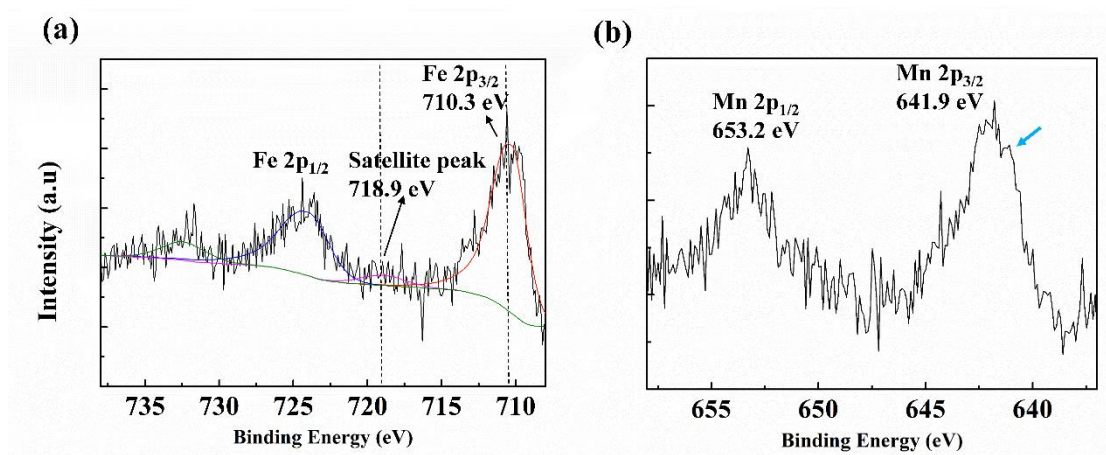 (a)
Fe 2p3/2
710.3 eV
Fe 2p1/2
Satellite peak
718.9 eV
Intensity (a.u)
735 730 725 720 715 710
Binding Energy (eV)
(b)
Mn 2p3/2
641.9 eV
Mn 2p1/2
653.2 eV
655 650 645 640
Binding Energy (eV)